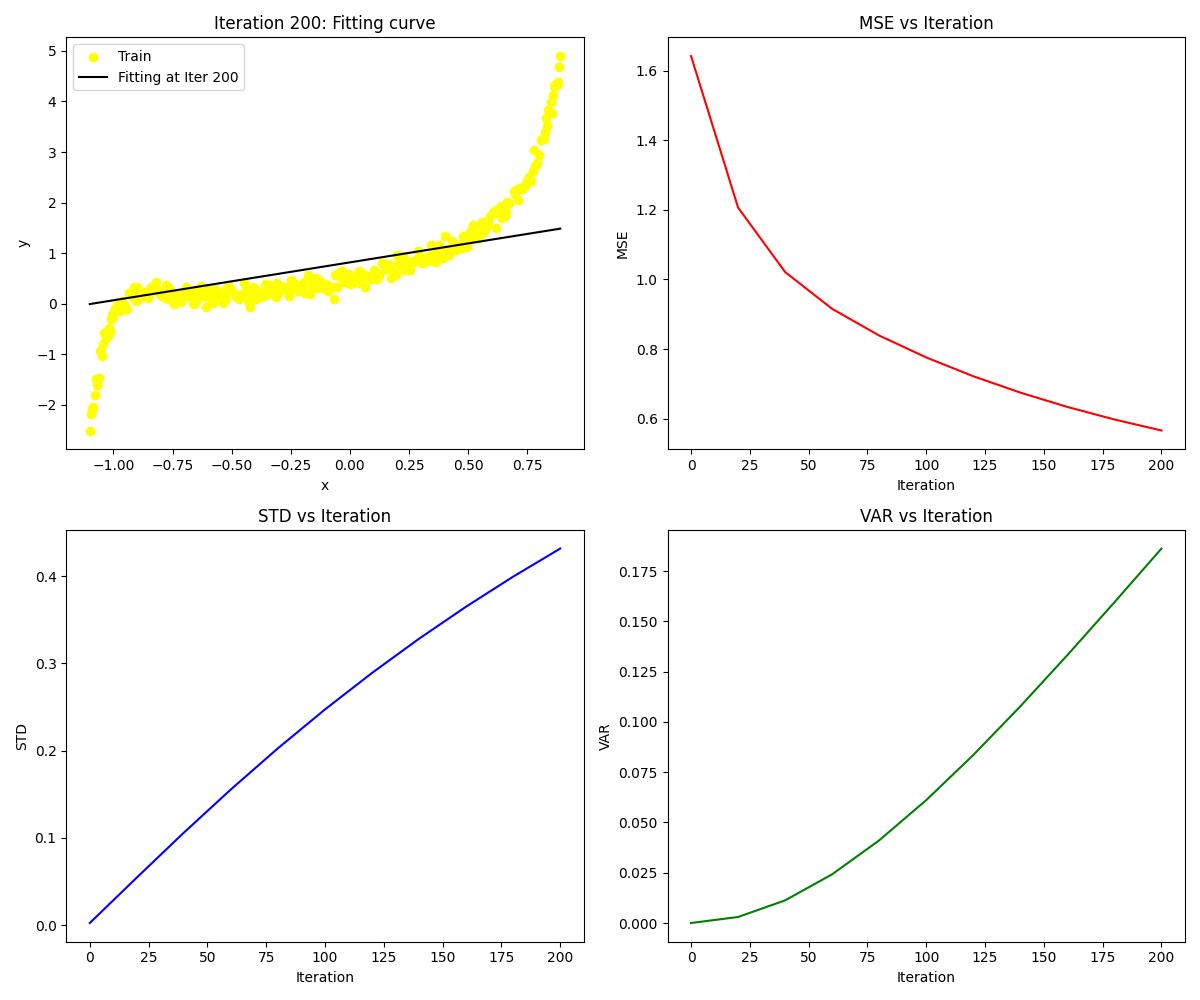 Iteration 200: Fitting curve
Train
Fitting at Iter 200
5
4
3
2
1
0
−1
−2
y
−1.00 −0.75 −0.50 −0.25 0.00 0.25 0.50 0.75
x
MSE vs Iteration
1.6
1.4
1.2
1.0
0.8
0.6
MSE
0 25 50 75 100 125 150 175 200
Iteration
STD vs Iteration
0.4
0.3
0.2
0.1
0.0
STD
0 25 50 75 100 125 150 175 200
Iteration
VAR vs Iteration
0.175
0.150
0.125
0.100
0.075
0.050
0.025
0.000
VAR
0 25 50 75 100 125 150 175 200
Iteration